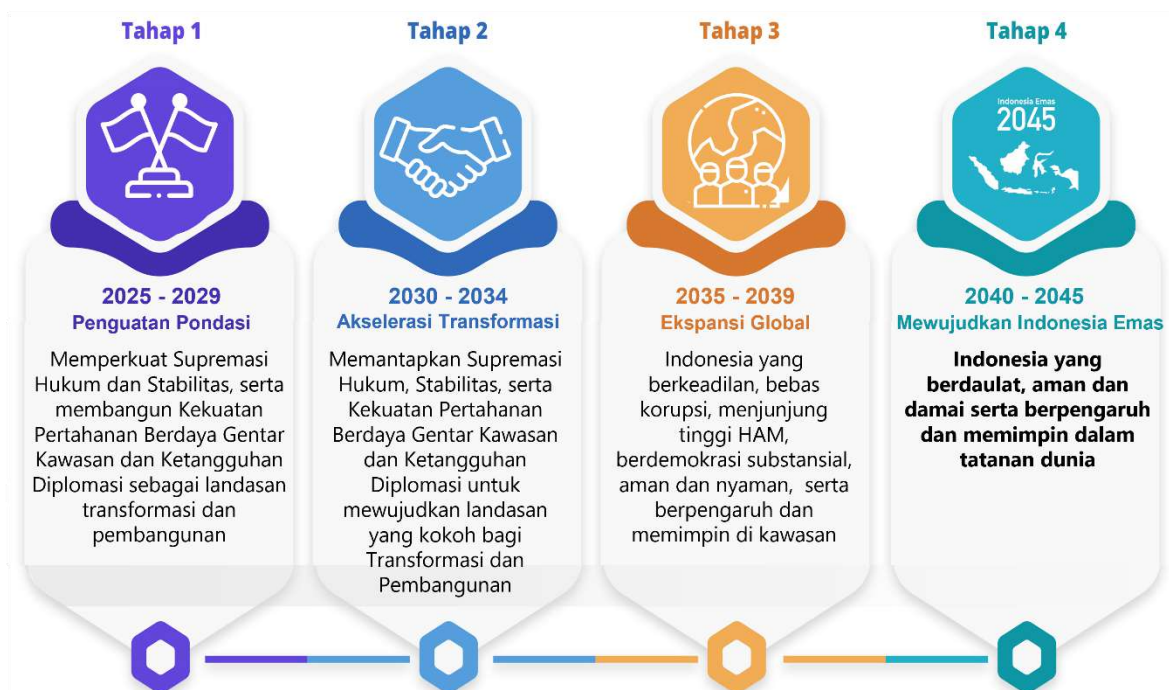 Tahap 1
2025 - 2029
Penguatan Pondasi
Memperkuat Supremasi
Hukum dan Stabilitas, serta
membangun Kekuatan
Pertahanan Berdaya Gentar
Kawasan dan Ketangguhan
Diplomasi sebagai landasan
transformasi dan
pembangunan
Tahap 2
2030 - 2034
Akselerasi Transformasi
Memantapkan Supremasi
Hukum, Stabilitas, serta
Kekuatan Pertahanan
Berdaya Gentar Kawasan
dan Ketangguhan
Diplomasi untuk
mewujudkan landasan
yang kokoh bagi
Transformasi dan
Pembangunan
Tahap 3
2035 - 2039
Ekspansi Global
Indonesia yang
berkeadilan, bebas
korupsi, menjunjung
tinggi HAM,
berdemokrasi substansial,
aman dan nyaman, serta
berpengaruh dan
memimpin di kawasan
Tahap 4
Indonesia Emas
2045
2040 - 2045
Mewujudkan Indonesia Emas
Indonesia yang
berdaulat, aman dan
damai serta berpengaruh
dan memimpin dalam
tatanan dunia